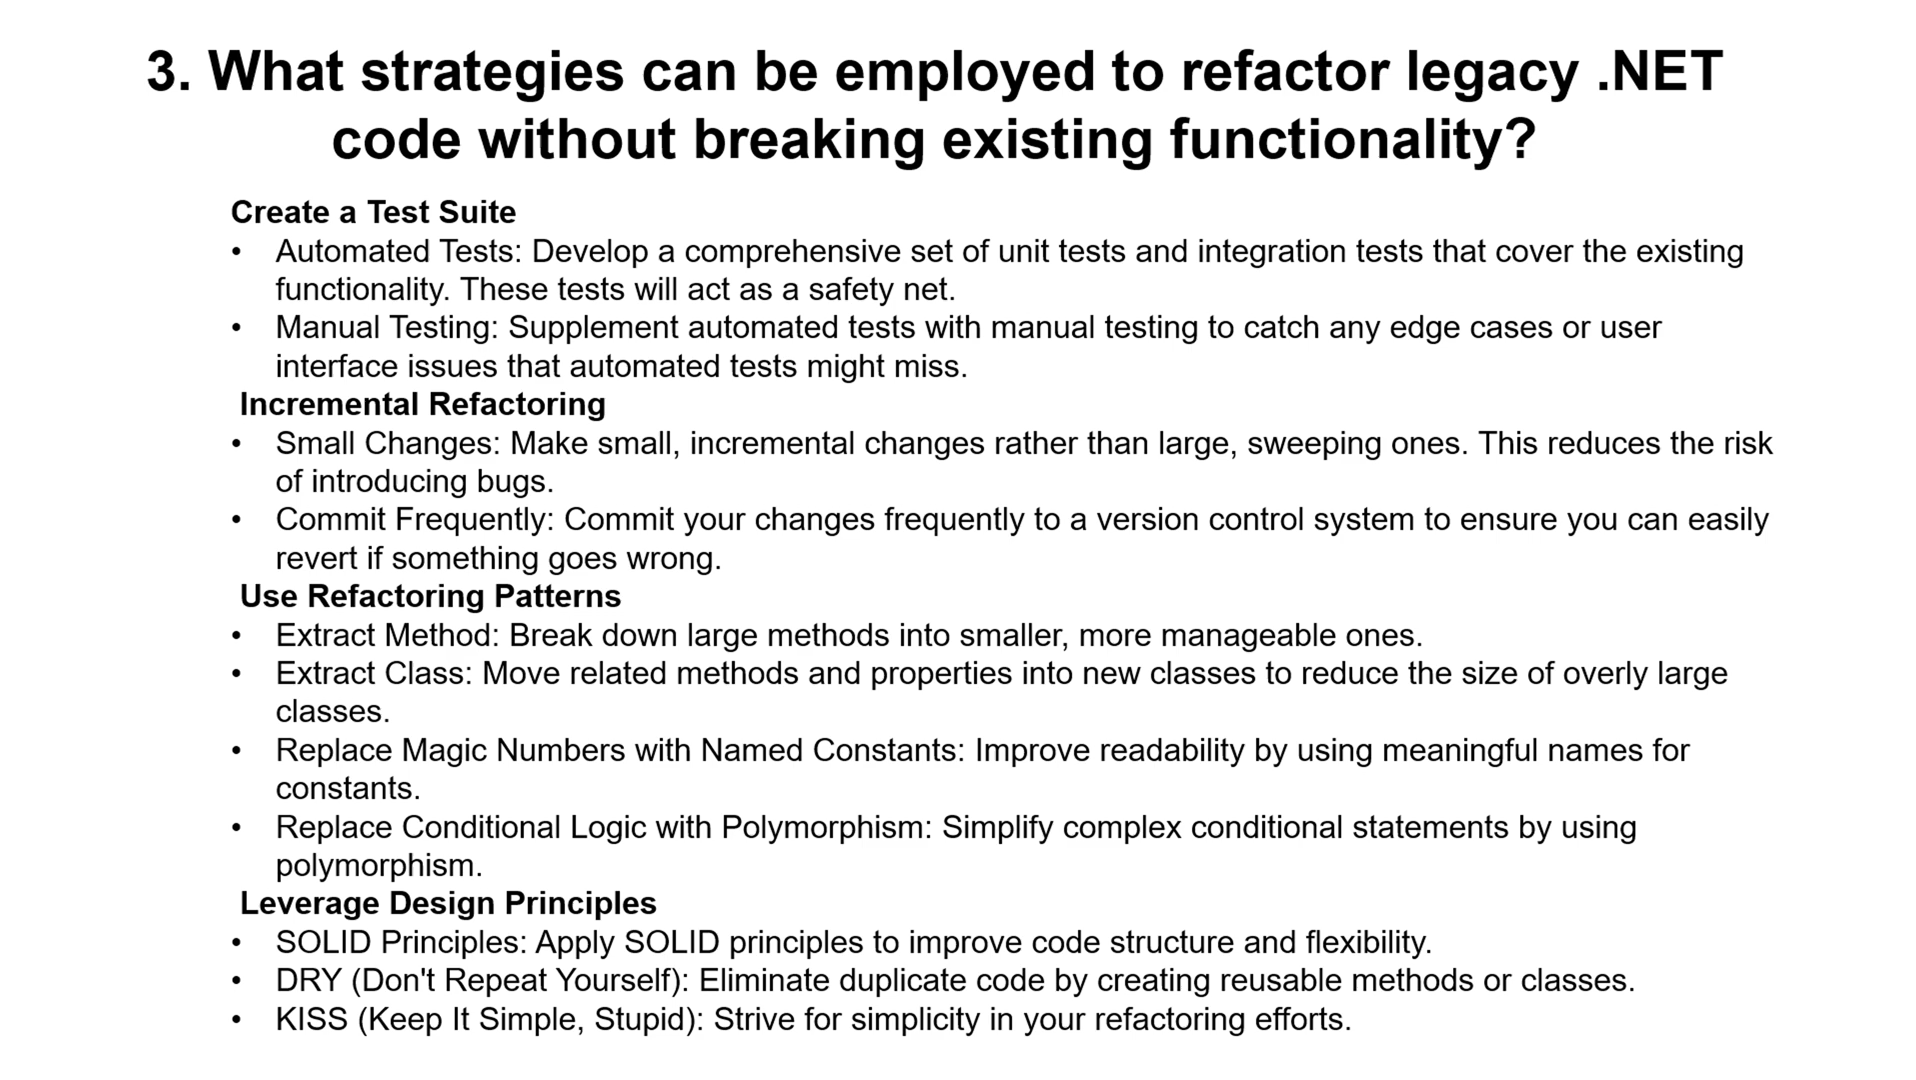 3. What strategies can be employed to refactor legacy .NET
code without breaking existing functionality?
Create a Test Suite
• Automated Tests: Develop a comprehensive set of unit tests and integration tests that cover the existing
functionality. These tests will act as a safety net.
• Manual Testing: Supplement automated tests with manual testing to catch any edge cases or user
interface issues that automated tests might miss.
Incremental Refactoring
• Small Changes: Make small, incremental changes rather than large, sweeping ones. This reduces the risk
of introducing bugs.
• Commit Frequently: Commit your changes frequently to a version control system to ensure you can easily
revert if something goes wrong.
Use Refactoring Patterns
• Extract Method: Break down large methods into smaller, more manageable ones.
• Extract Class: Move related methods and properties into new classes to reduce the size of overly large
classes.
• Replace Magic Numbers with Named Constants: Improve readability by using meaningful names for
constants.
• Replace Conditional Logic with Polymorphism: Simplify complex conditional statements by using
polymorphism.
Leverage Design Principles
• SOLID Principles: Apply SOLID principles to improve code structure and flexibility.
• DRY (Don't Repeat Yourself): Eliminate duplicate code by creating reusable methods or classes.
• KISS (Keep It Simple, Stupid): Strive for simplicity in your refactoring efforts.